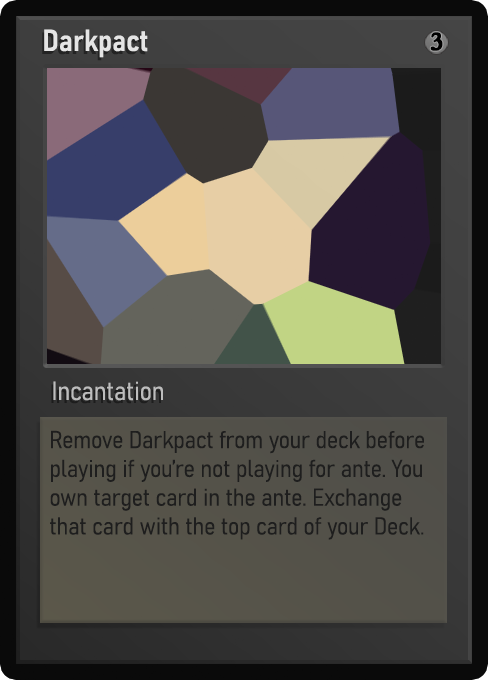 Darkpact
3
Incantation
Remove Darkpact from your deck before
playing if you're not playing for ante. You
own target card in the ante. Exchange
that card with the top card of your Deck.